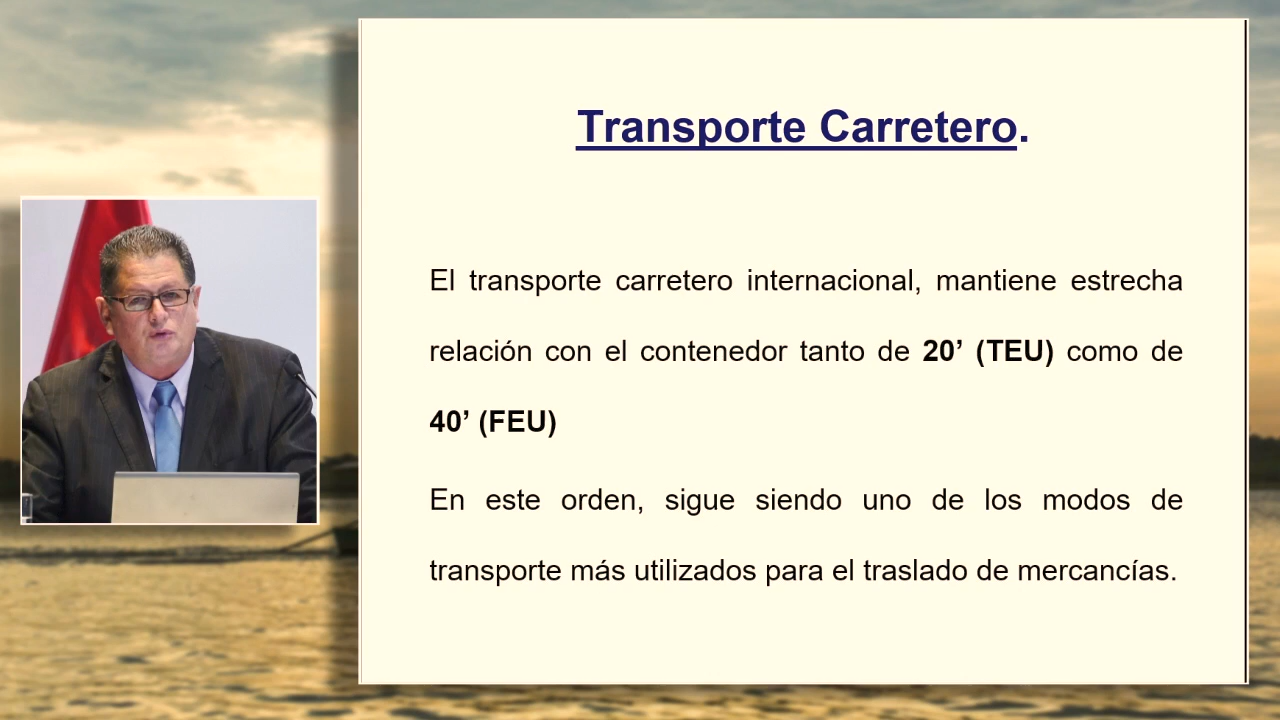 Transporte Carretero.
El transporte carretero internacional, mantiene estrecha
relación con el contenedor tanto de 20’ (TEU) como de
40’ (FEU)
En este orden, sigue siendo uno de los modos de
transporte más utilizados para el traslado de mercancías.